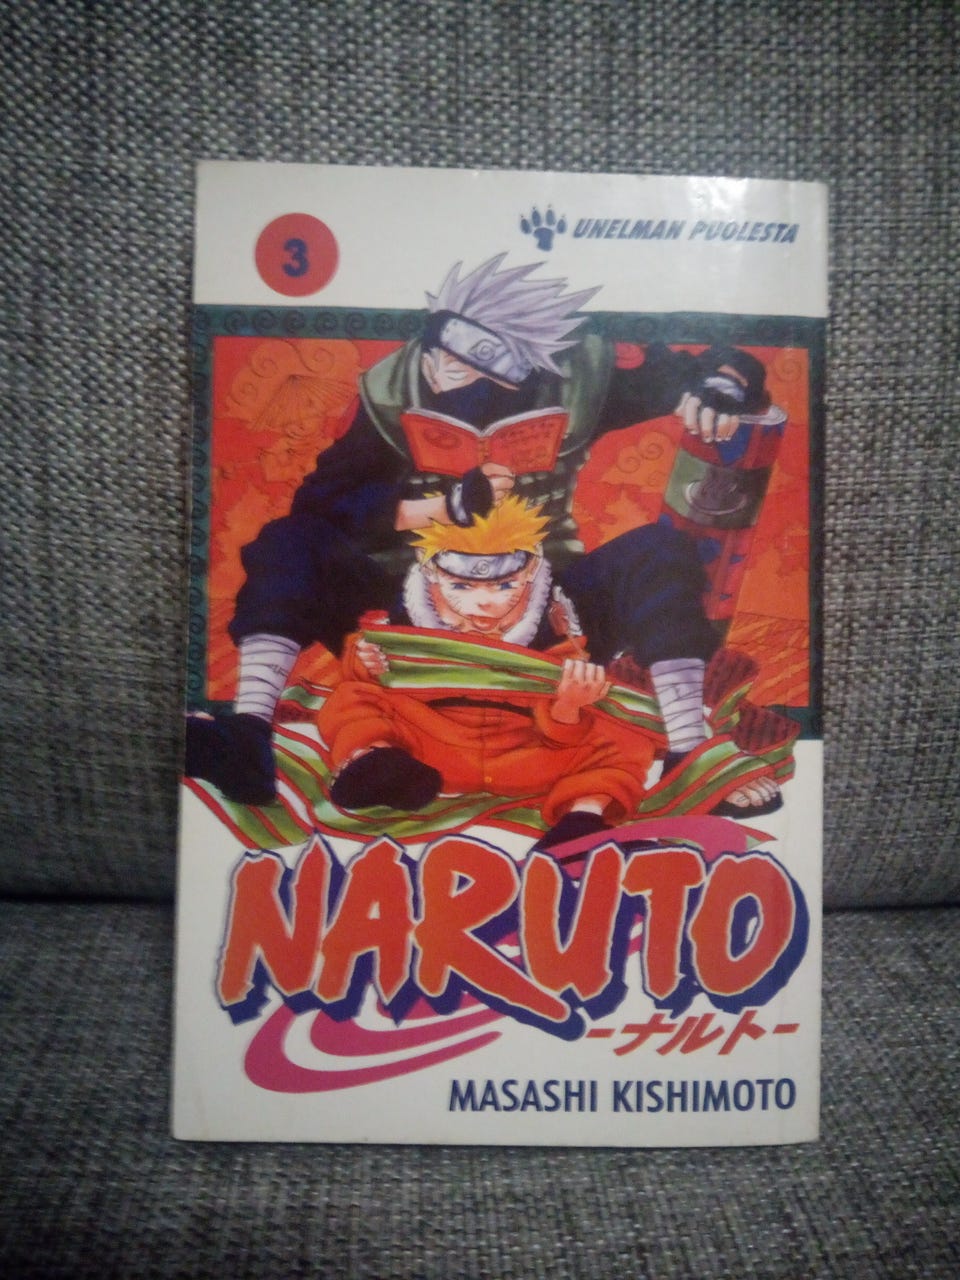 3
UNELMAN PUOLESTA
NARUTO
-ナルト-
MASASHI KISHIMOTO